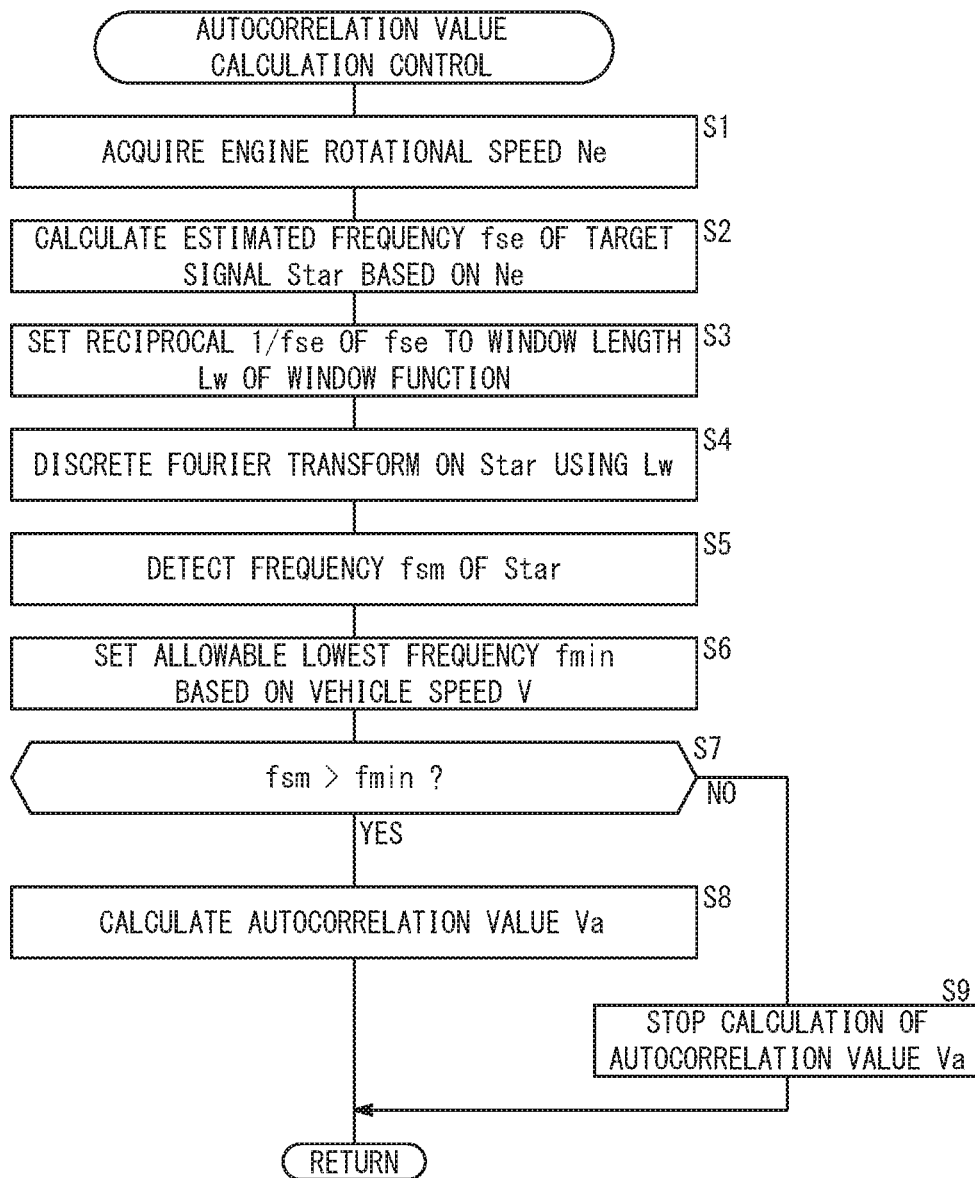 AUTOCORRELATION VALUE
CALCULATION CONTROL
S1
ACQUIRE ENGINE ROTATIONAL SPEED Ne
S2
CALCULATE ESTIMATED FREQUENCY fse OF TARGET
SIGNAL Star BASED ON Ne
S3
SET RECIPROCAL 1/fse OF fse TO WINDOW LENGTH
Lw OF WINDOW FUNCTION
S4
DISCRETE FOURIER TRANSFORM ON Star USING Lw
S5
DETECT FREQUENCY fsm OF Star
S6
SET ALLOWABLE LOWEST FREQUENCY fmin
BASED ON VEHICLE SPEED V
S7
fsm > fmin ?
NO
YES
S8
CALCULATE AUTOCORRELATION VALUE Va
S9
STOP CALCULATION OF
AUTOCORRELATION VALUE Va
RETURN